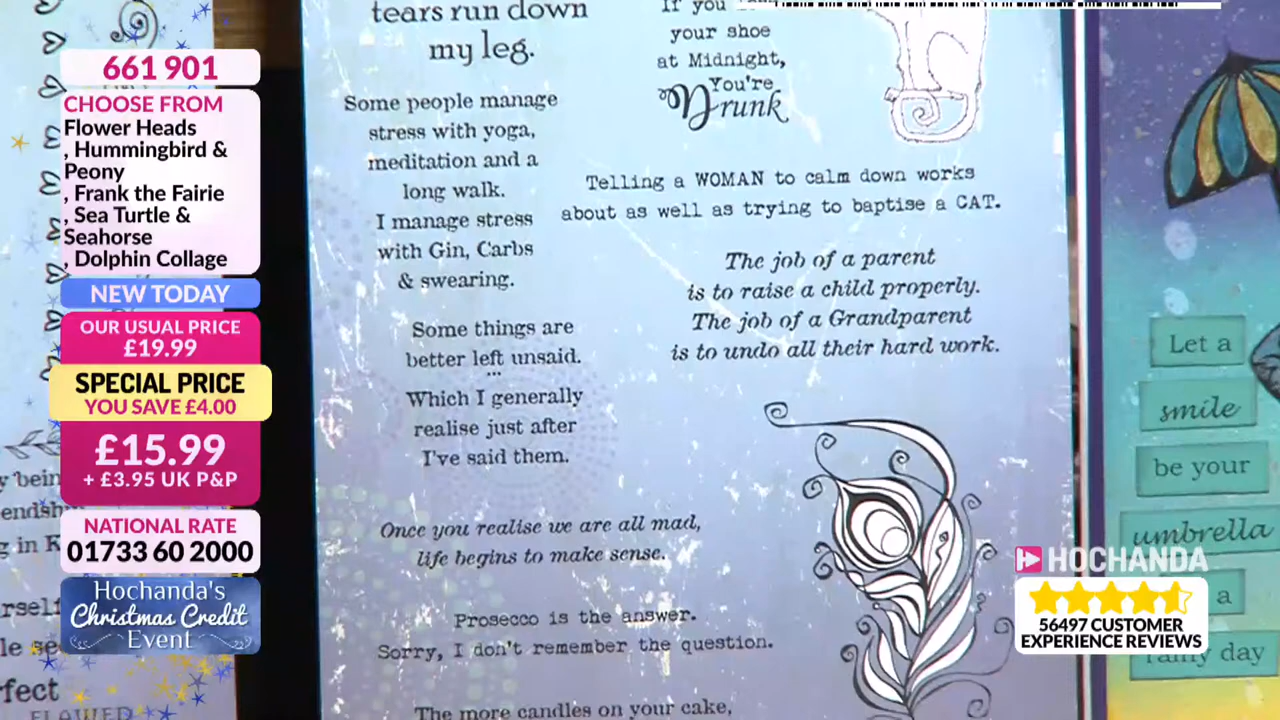 661 901
CHOOSE FROM
Flower Heads
, Hummingbird &
Peony
, Frank the Fairie
, Sea Turtle &
Seahorse
, Dolphin Collage
NEW TODAY
OUR USUAL PRICE
£19.99
SPECIAL PRICE
YOU SAVE £4.00
£15.99
+ £3.95 UK P&P
NATIONAL RATE
01733 60 2000
Hochanda's
Christmas Credit
Event
rfect
FLAWED
tears run down
my leg.
Some people manage
stress with yoga,
meditation and a
long walk.
I manage stress
with Gin, Carbs
& swearing.
Some things are
better left unsaid.
...
Which I generally
realise just after
I've said them.
If you
your shoe
at Midnight,
You're
Drunk
Telling a WOMAN to calm down works
about as well as trying to baptise a CAT.
The job of a parent
is to raise a child properly.
The job of a Grandparent
is to undo all their hard work.
Once you realise we are all mad,
life begins to make sense.
Prosecco is the answer.
Sorry, I don't remember the question.
The more candles on your cake,
Let a
smile
be your
umbrella
a
rainy day
HOCHANDA
56497 CUSTOMER
EXPERIENCE REVIEWS